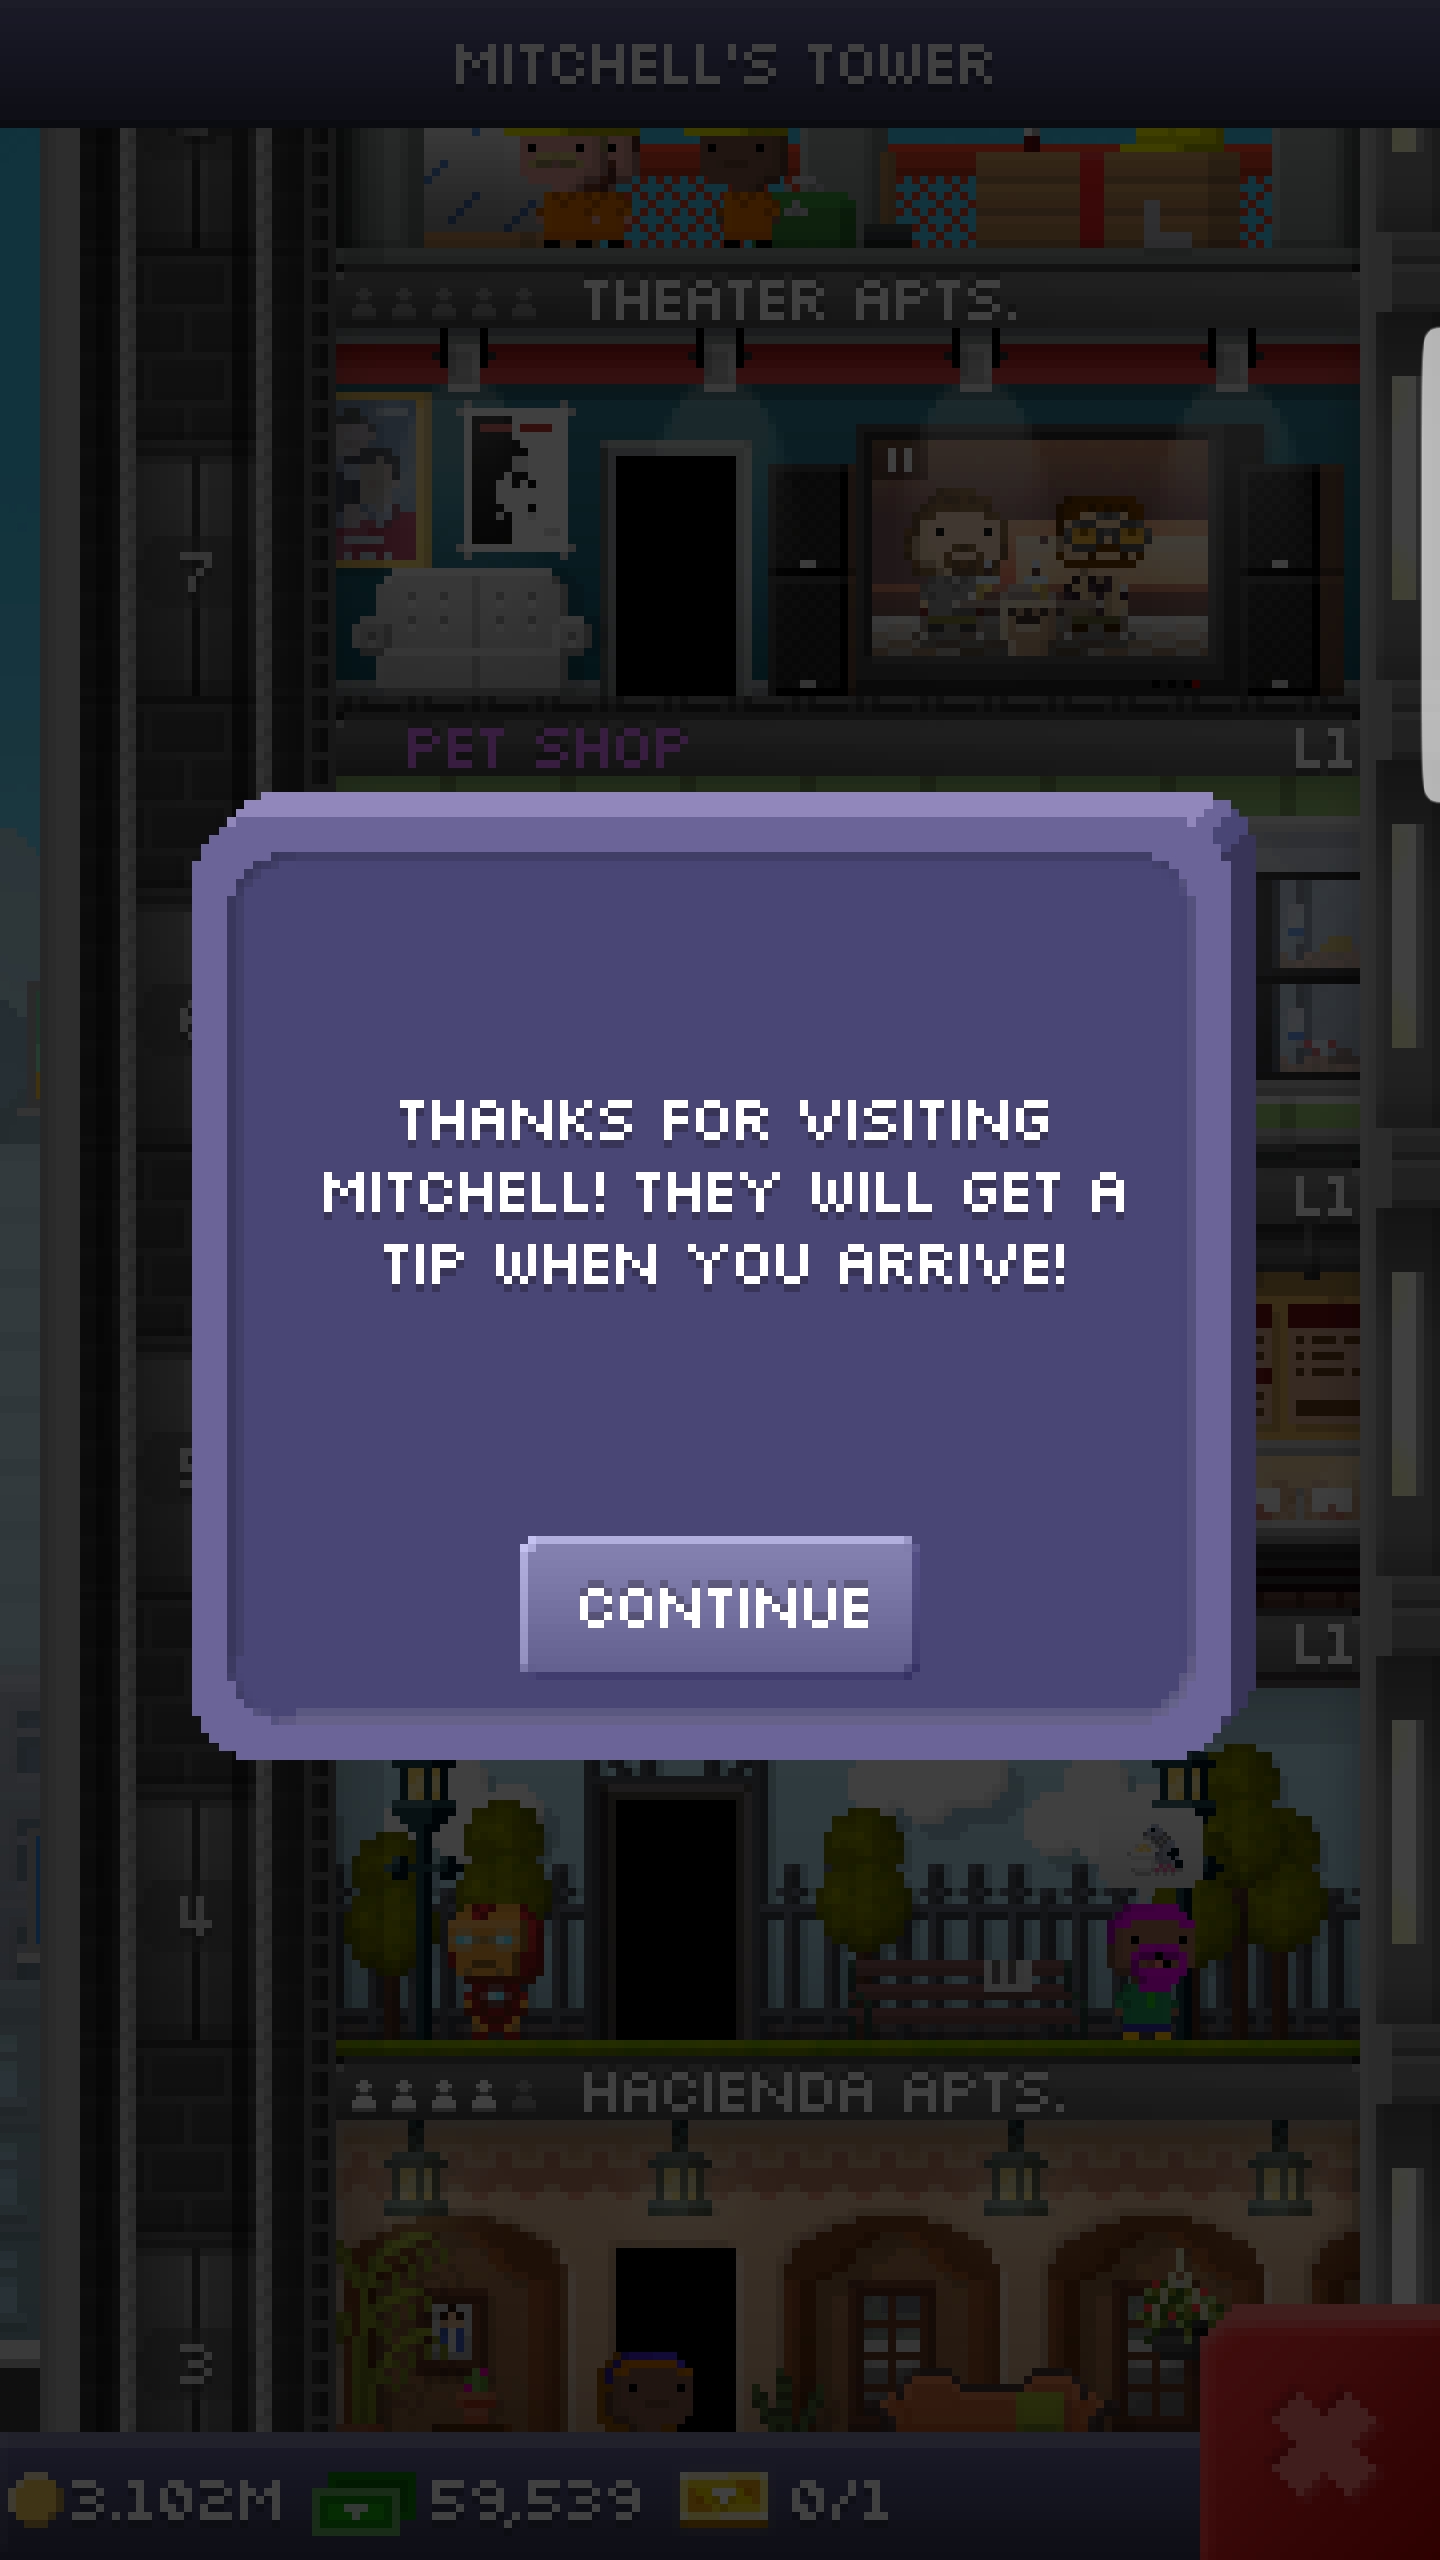 MITCHELL'S TOWER
THEATER APTS.
7
PET SHOP L1
THANKS FOR VISITING
MITCHELL! THEY WILL GET A
TIP WHEN YOU ARRIVE!
L1
CONTINUE
L1
4
HACIENDA APTS.
3
3.102M 59,539 0/1